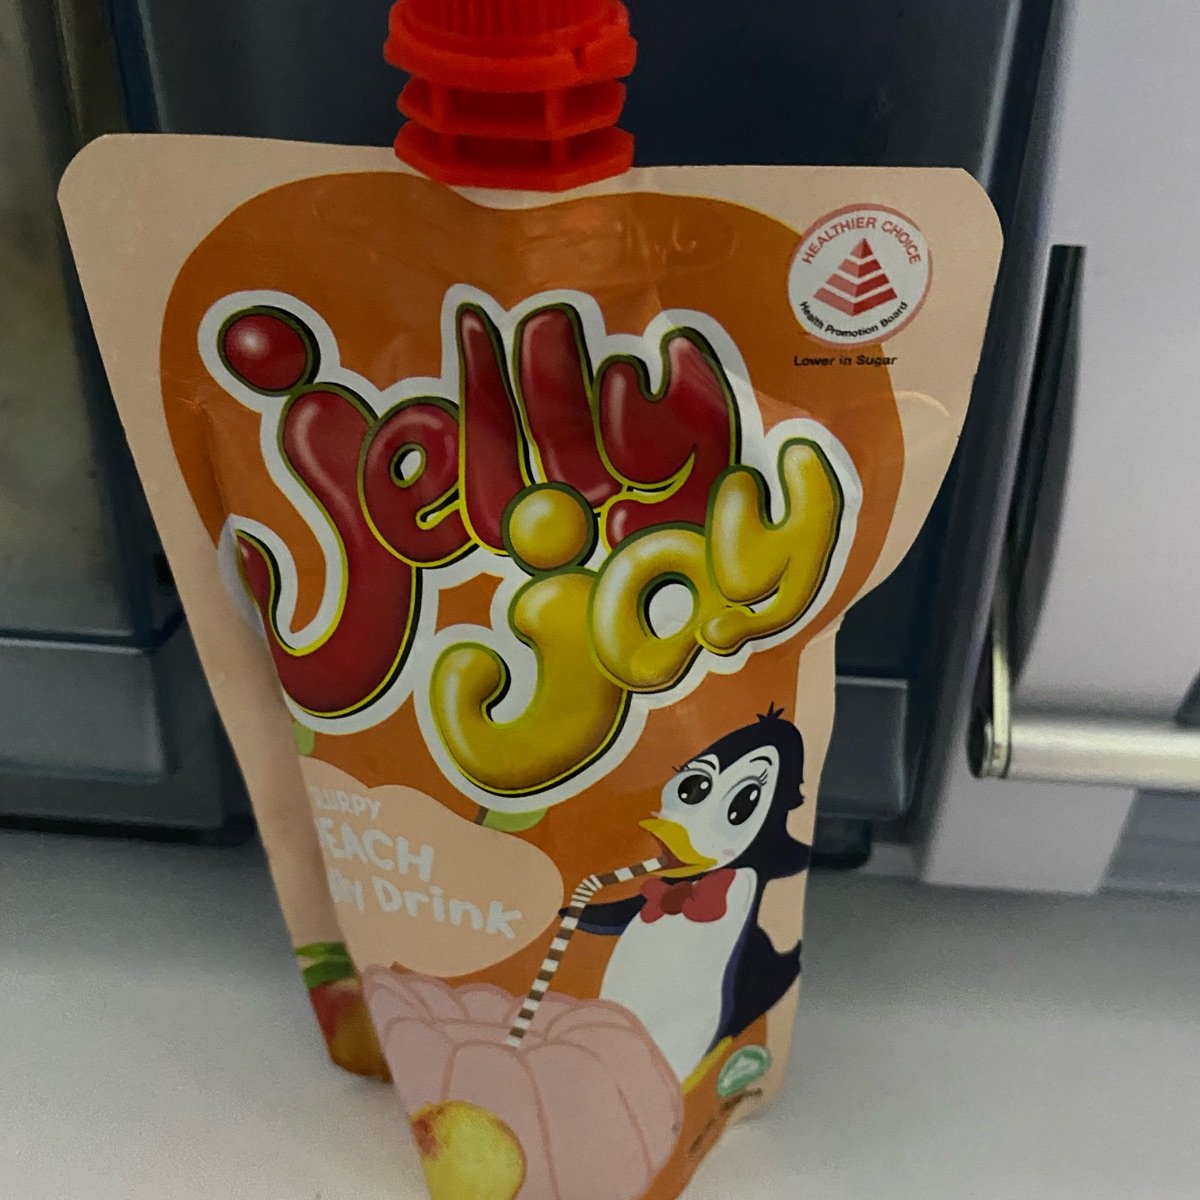 HEALTHIER CHOICE
Health Promotion Board
Lower in Sugar
jelly
joy
EACH
Drink